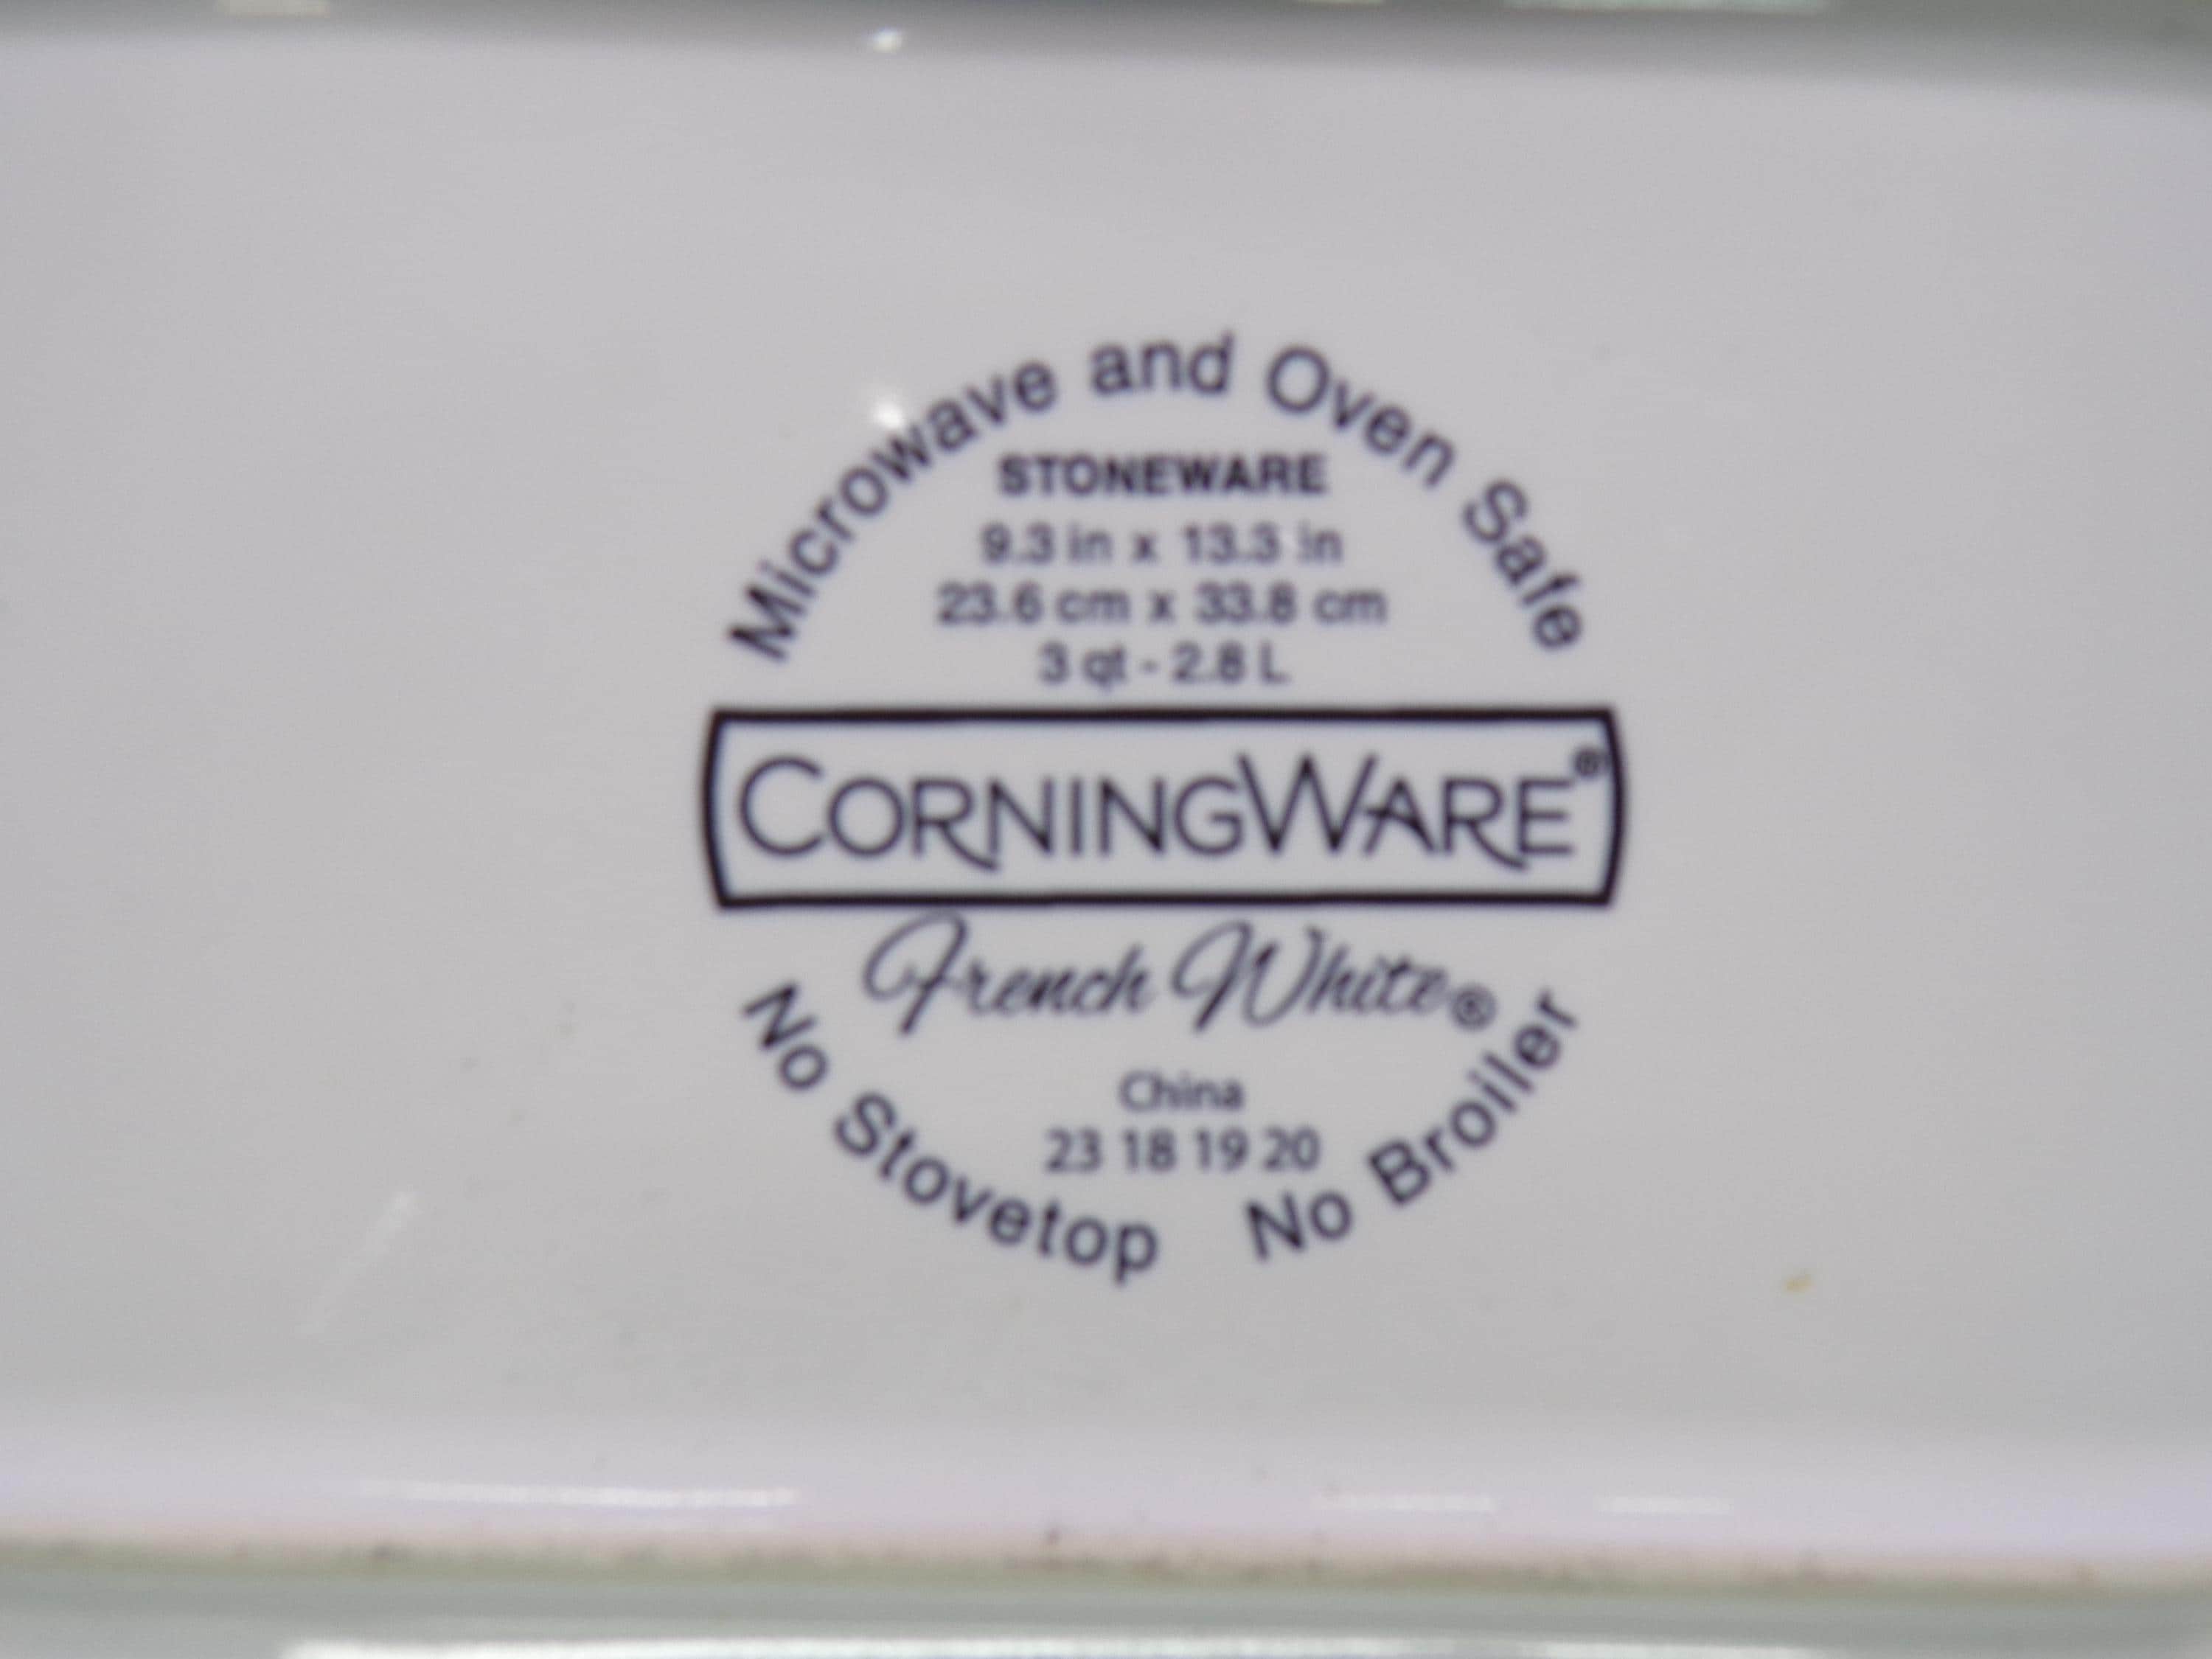 Microwave and Oven Safe
STONEWARE
9.3 in x 13.3 in
23.6 cm x 33.8 cm
3 qt - 2.8 L
CORNINGWARE®
French White®
China
23 18 19 20
No Stovetop No Broiler